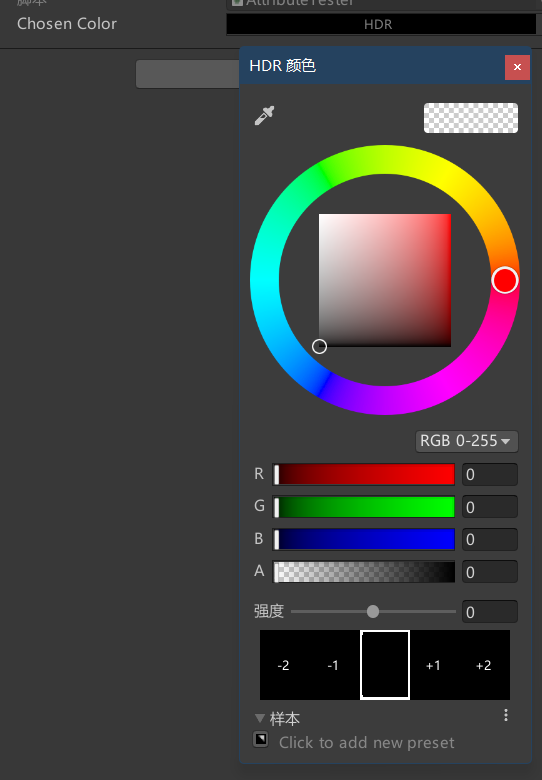 脚本
AttributeTester
Chosen Color
HDR
HDR 颜色
×
RGB 0-255
R 0
G 0
B 0
A 0
强度 0
-2 -1 +1 +2
样本
Click to add new preset